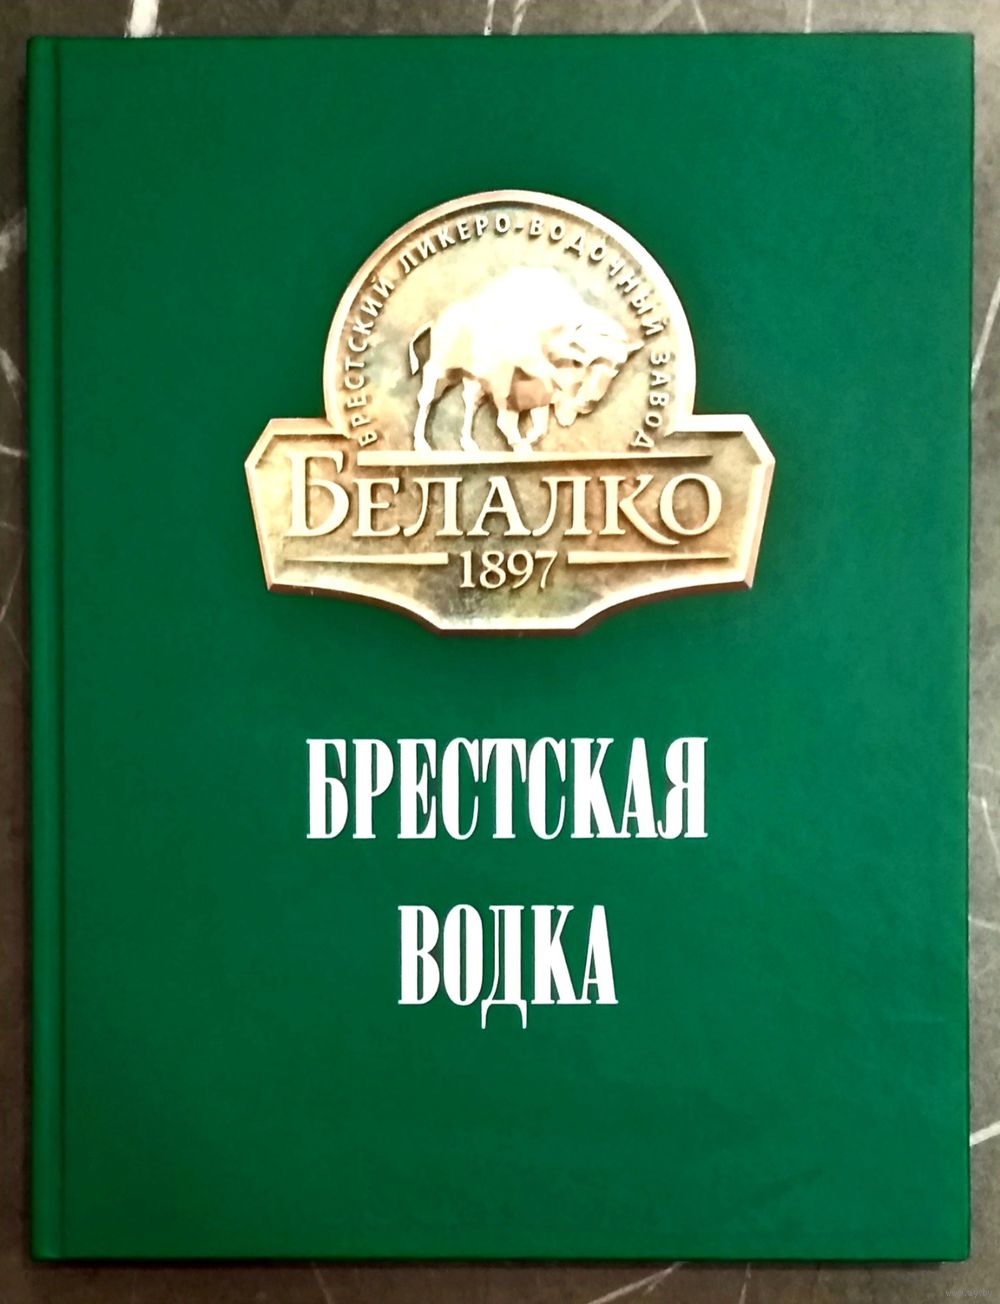 БРЕСТСКИЙ ЛИКЕРО-ВОДОЧНЫЙ ЗАВОД
БЕЛАЛКО
1897
БРЕСТСКАЯ
ВОДКА